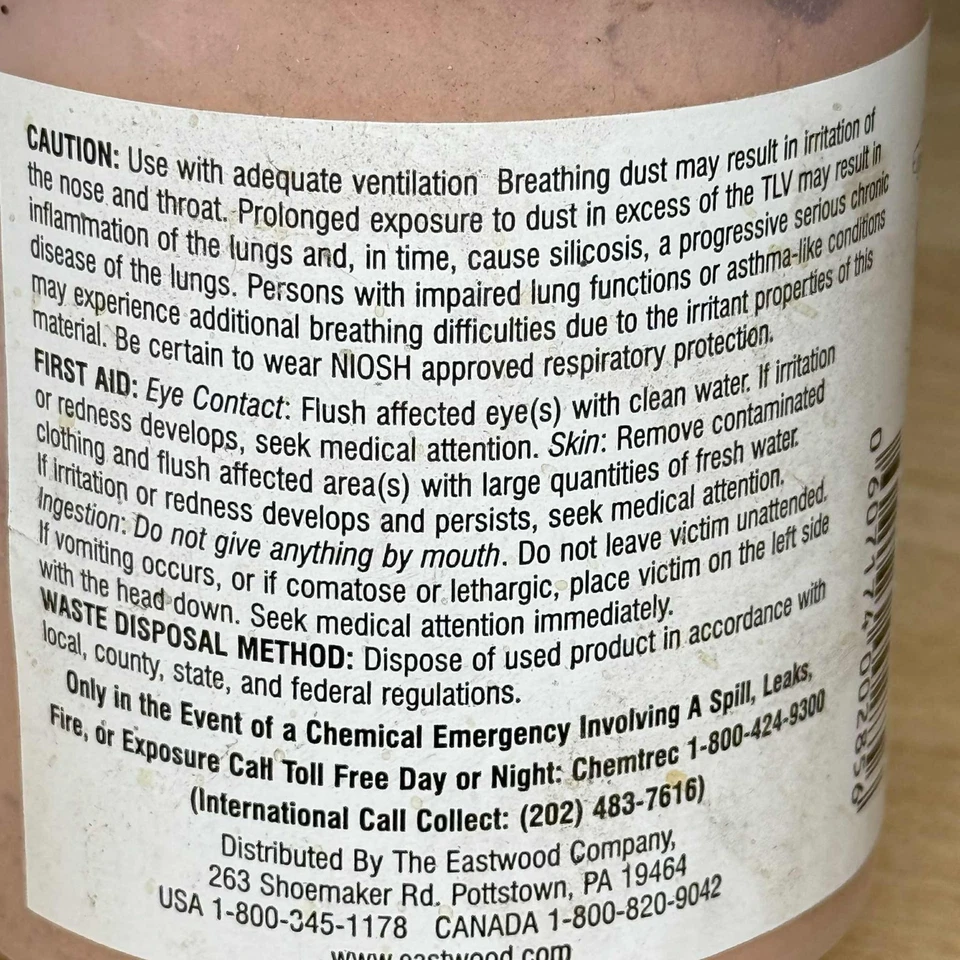 CAUTION: Use with adequate ventilation Breathing dust may result in irritation of
the nose and throat. Prolonged exposure to dust in excess of the TLV may result in
inflammation of the lungs and, in time, cause silicosis, a progressive serious chronic
disease of the lungs. Persons with impaired lung functions or asthma-like conditions
may experience additional breathing difficulties due to the irritant properties of this
material. Be certain to wear NIOSH approved respiratory protection.
FIRST AID: Eye Contact: Flush affected eye(s) with clean water. If irritation
or redness develops, seek medical attention. Skin: Remove contaminated
clothing and flush affected area(s) with large quantities of fresh water.
If irritation or redness develops and persists, seek medical attention.
Ingestion: Do not give anything by mouth. Do not leave victim unattended.
If vomiting occurs, or if comatose or lethargic, place victim on the left side
with the head down. Seek medical attention immediately.
WASTE DISPOSAL METHOD: Dispose of used product in accordance with
local, county, state, and federal regulations.
Only in the Event of a Chemical Emergency Involving A Spill, Leaks,
Fire, or Exposure Call Toll Free Day or Night: Chemtrec 1-800-424-9300
(International Call Collect: (202) 483-7616)
Distributed By The Eastwood Company,
263 Shoemaker Rd. Pottstown, PA 19464
USA 1-800-345-1178 CANADA 1-800-820-9042
www.eastwood.com